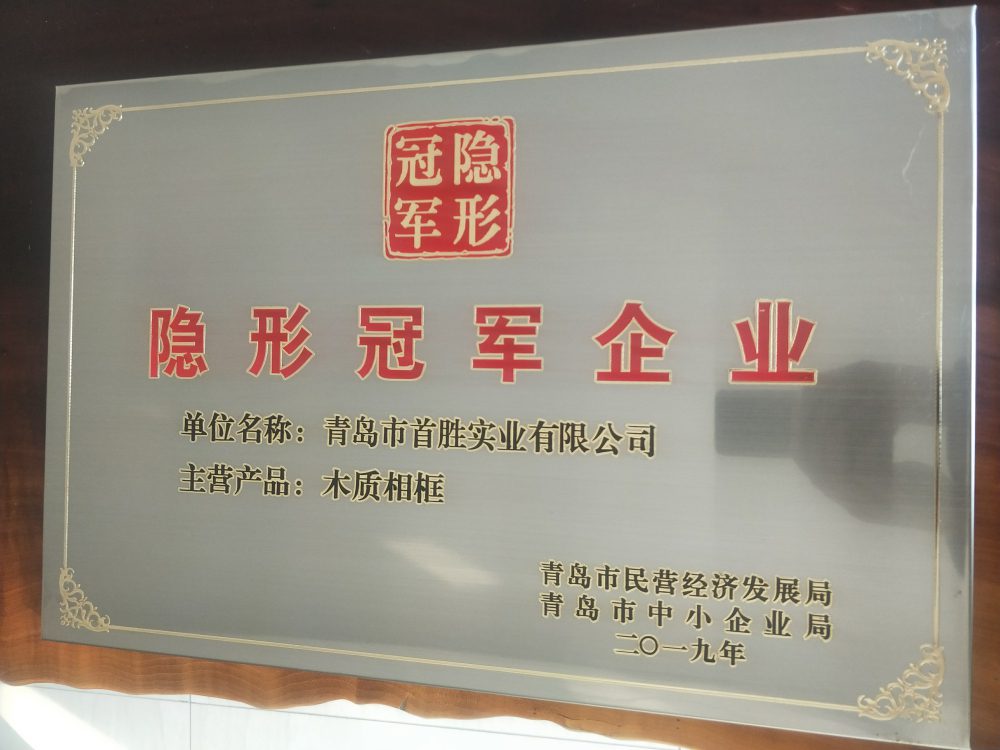 隐形
冠军
隐形冠军企业
单位名称：青岛市首胜实业有限公司
主营产品：木质相框
青岛市民营经济发展局
青岛市中小企业局
二〇一九年